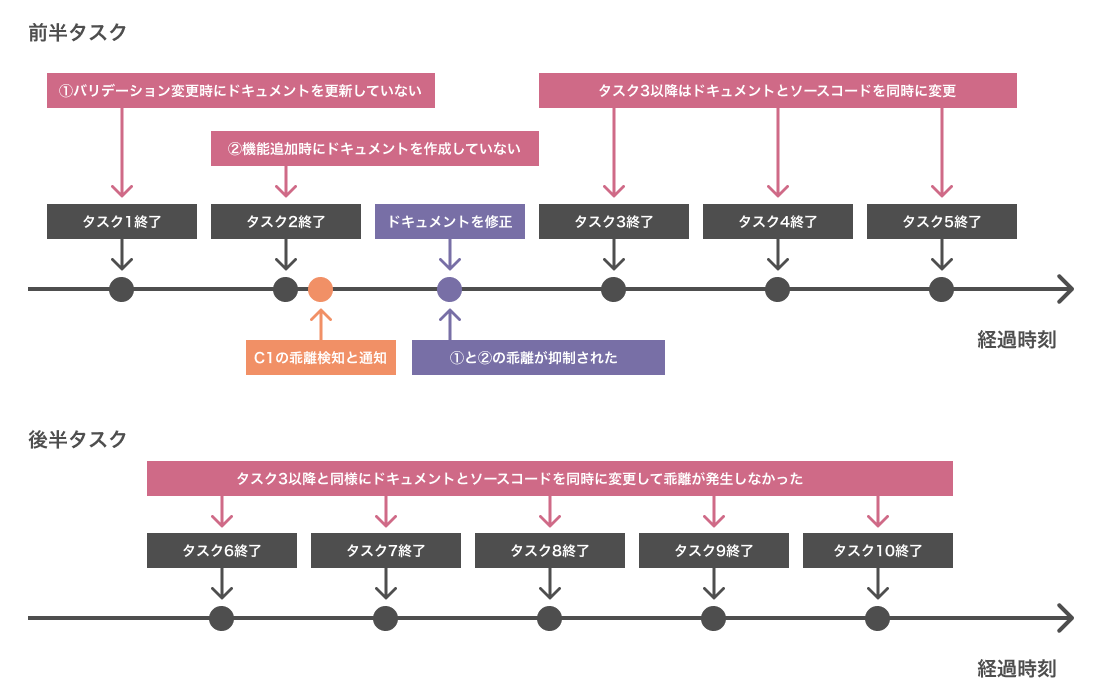 前半タスク
①バリデーション変更時にドキュメントを更新していない
タスク3以降はドキュメントとソースコードを同時に変更
②機能追加時にドキュメントを作成していない
タスク1終了
タスク2終了
ドキュメントを修正
タスク3終了
タスク4終了
タスク5終了
経過時刻
C1の乖離検知と通知
①と②の乖離が抑制された
後半タスク
タスク3以降と同様にドキュメントとソースコードを同時に変更して乖離が発生しなかった
タスク6終了
タスク7終了
タスク8終了
タスク9終了
タスク10終了
経過時刻